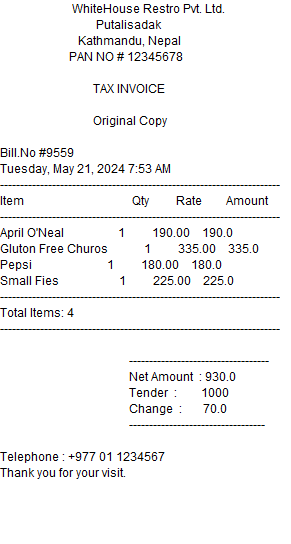 WhiteHouse Restro Pvt. Ltd.
Putalisadak
Kathmandu, Nepal
PAN NO # 12345678
TAX INVOICE
Original Copy
Bill.No #9559
Tuesday, May 21, 2024 7:53 AM
Item Qty Rate Amount
April O'Neal 1 190.00 190.0
Gluton Free Churos 1 335.00 335.0
Pepsi 1 180.00 180.0
Small Fies 1 225.00 225.0
Total Items: 4
Net Amount : 930.0
Tender : 1000
Change : 70.0
Telephone : +977 01 1234567
Thank you for your visit.